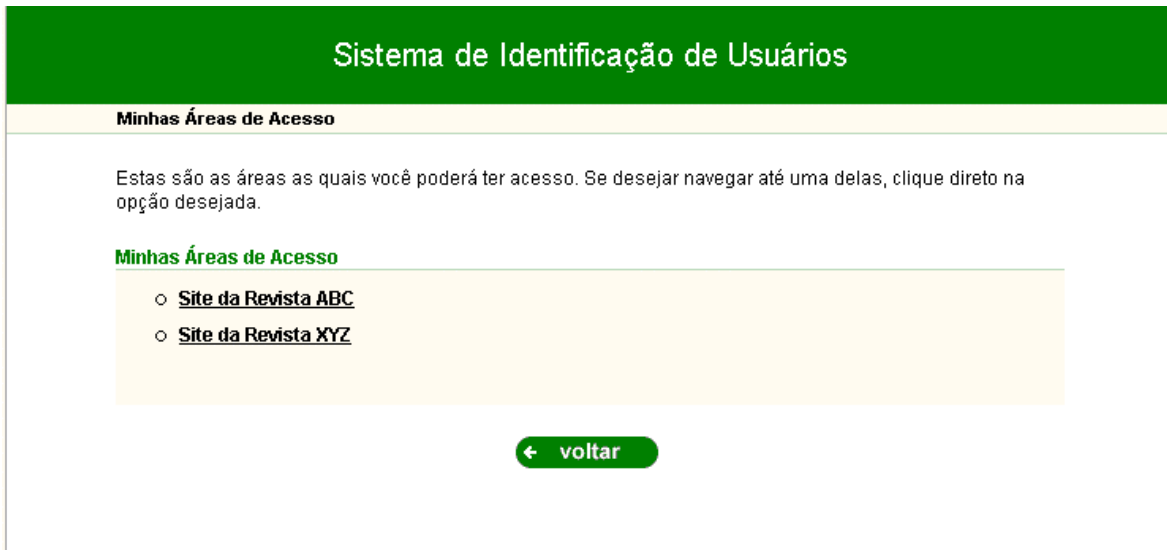 Sistema de Identificação de Usuários
Minhas Áreas de Acesso
Estas são as áreas as quais você poderá ter acesso. Se desejar navegar até uma delas, clique direto na
opção desejada.
Minhas Áreas de Acesso
Site da Revista ABC
Site da Revista XYZ
voltar